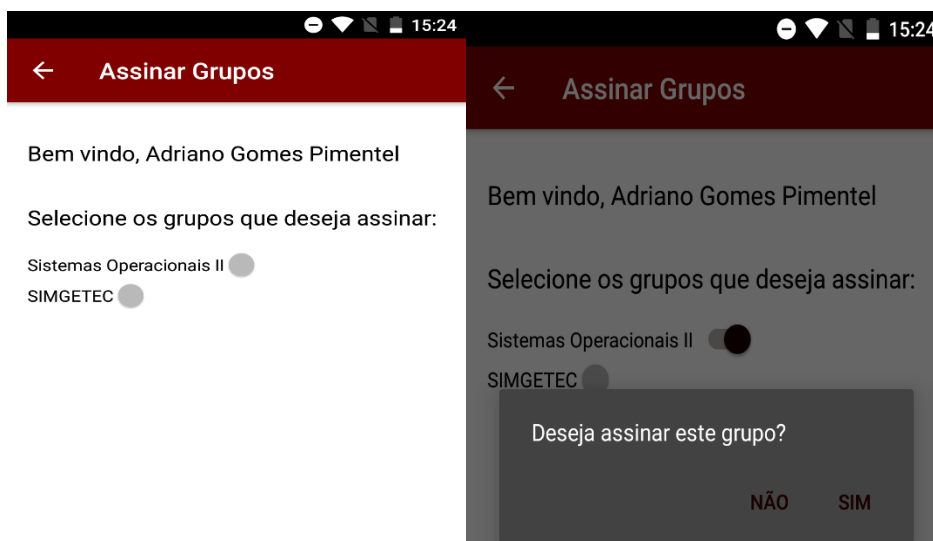 15:24
Assinar Grupos
Bem vindo, Adriano Gomes Pimentel
Selecione os grupos que deseja assinar:
Sistemas Operacionais II
SIMGETEC
15:24
Assinar Grupos
Bem vindo, Adriano Gomes Pimentel
Selecione os grupos que deseja assinar:
Sistemas Operacionais II
SIMGETEC
Deseja assinar este grupo?
NÃO SIM